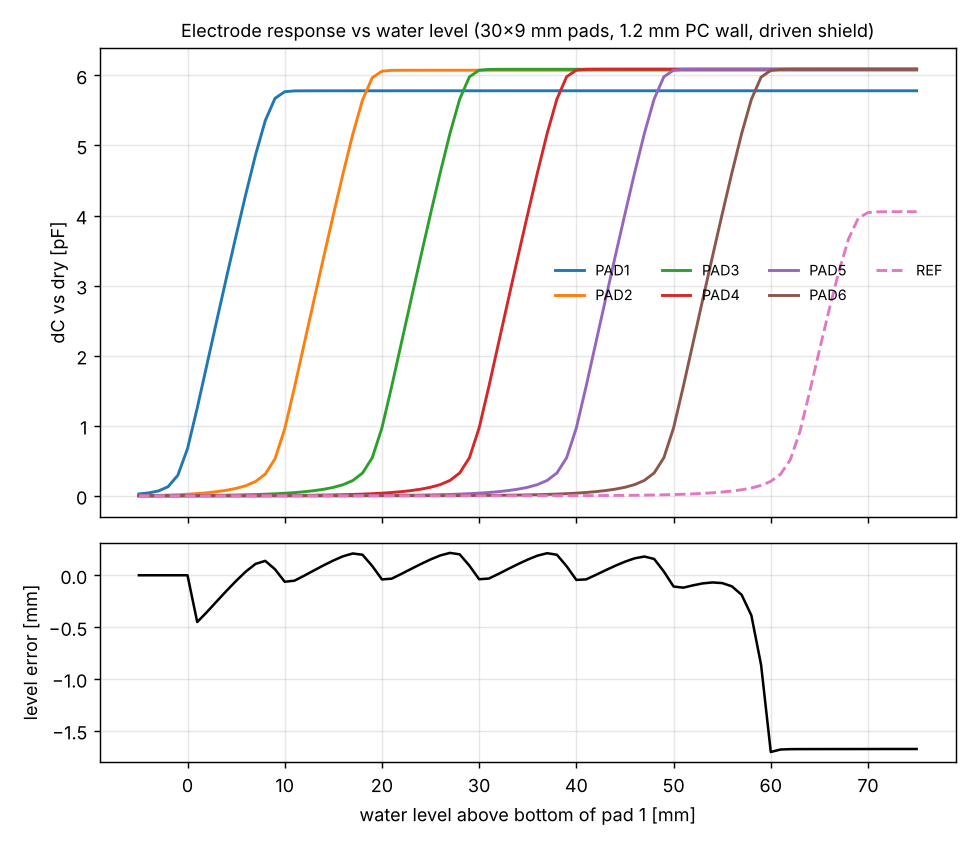 Electrode response vs water level (30×9 mm pads, 1.2 mm PC wall, driven shield)
dC vs dry [pF]
6
5
4
3
2
1
0
PAD1 PAD3 PAD5 REF
PAD2 PAD4 PAD6
level error [mm]
0.0
−0.5
−1.0
−1.5
0 10 20 30 40 50 60 70
water level above bottom of pad 1 [mm]